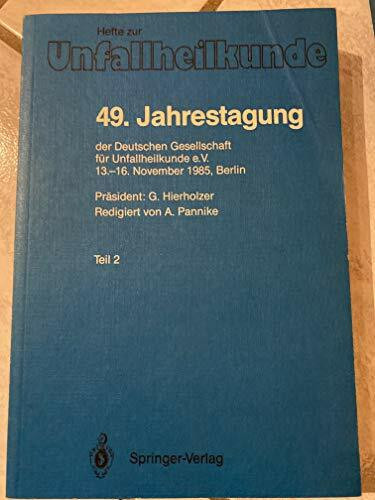 Hefte zur
Unfallheilkunde
49. Jahrestagung
der Deutschen Gesellschaft
für Unfallheilkunde e.V.
13.–16. November 1985, Berlin
Präsident: G. Hierholzer
Redigiert von A. Pannike
Teil 2
Springer-Verlag